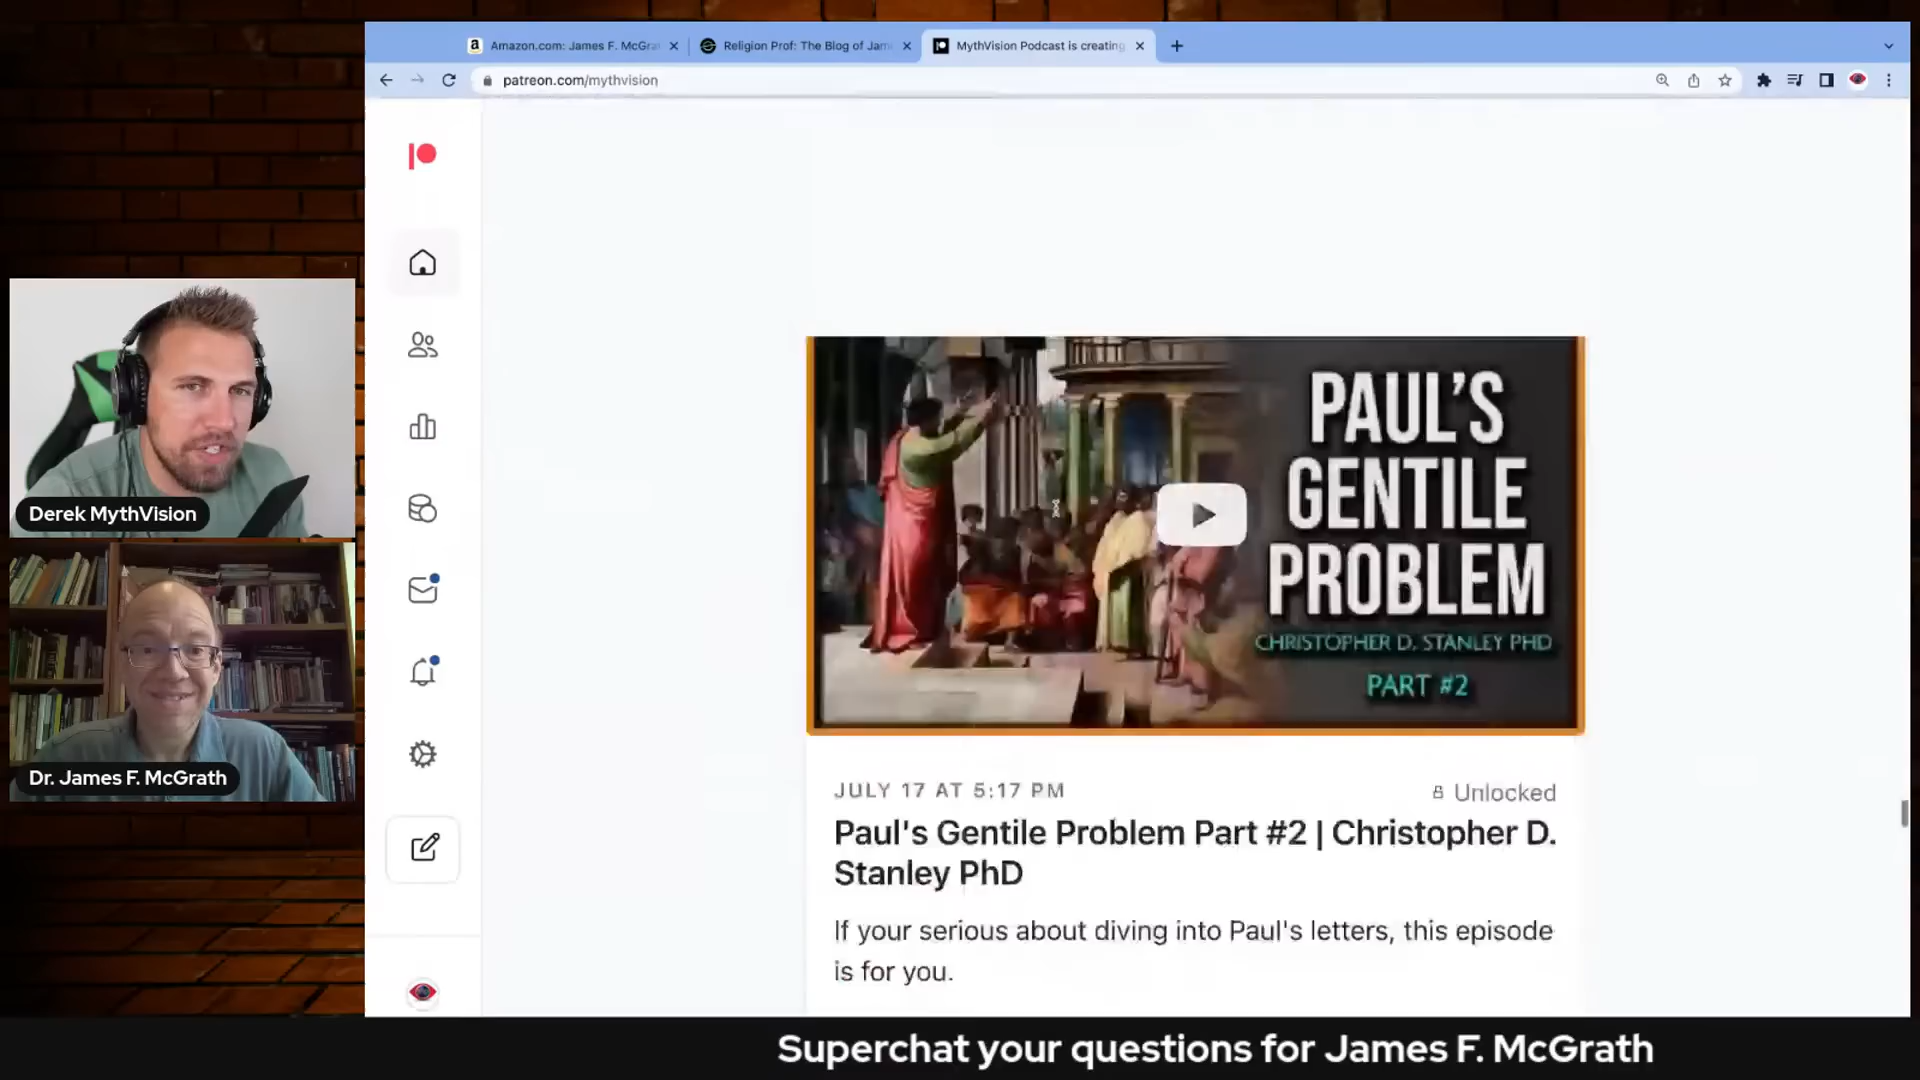 Amazon.com: James F. McGra
Religion Prof: The Blog of Jam
MythVision Podcast is creating
patreon.com/mythvision
PAUL'S
GENTILE
PROBLEM
CHRISTOPHER D. STANLEY PHD
PART #2
Derek MythVision
Dr. James F. McGrath
JULY 17 AT 5:17 PM
Unlocked
Paul's Gentile Problem Part #2 | Christopher D.
Stanley PhD
If your serious about diving into Paul's letters, this episode
is for you.
Superchat your questions for James F. McGrath